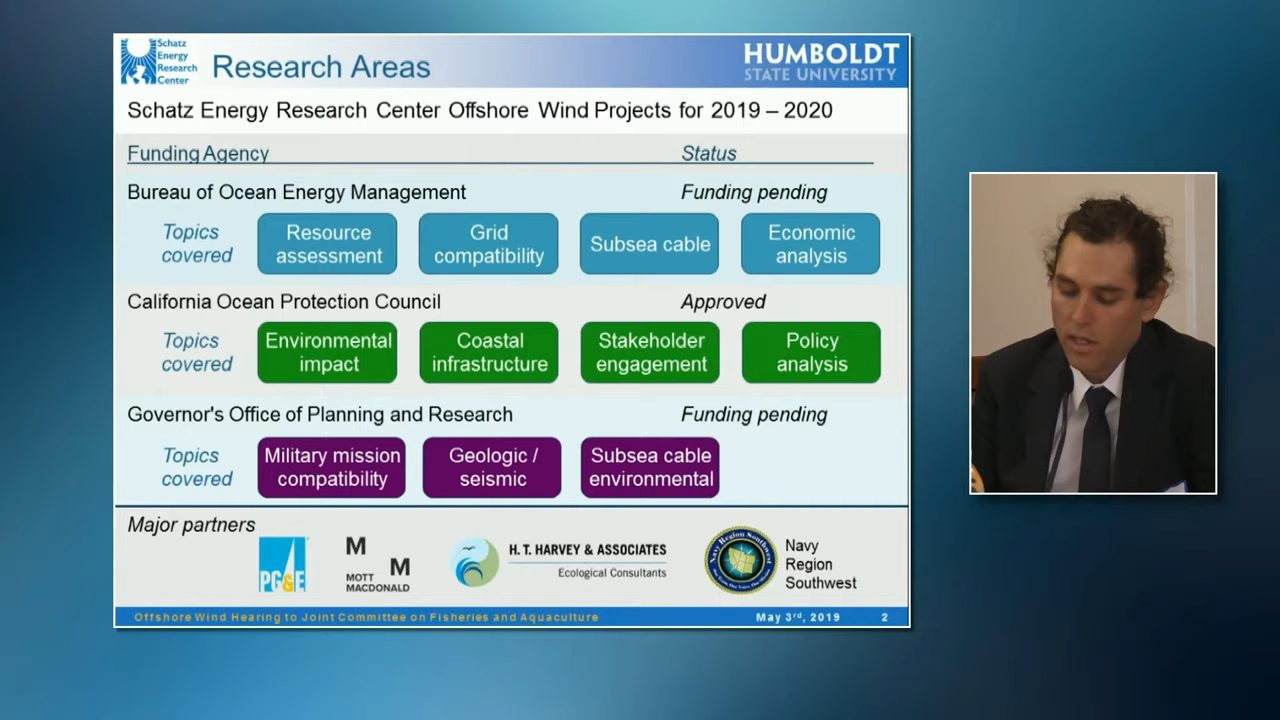 Schatz
Energy
Research
Center
Research Areas
HUMBOLDT
STATE UNIVERSITY
Schatz Energy Research Center Offshore Wind Projects for 2019 – 2020
Funding Agency Status
Bureau of Ocean Energy Management Funding pending
Topics
covered
Resource
assessment
Grid
compatibility
Subsea cable
Economic
analysis
California Ocean Protection Council Approved
Topics
covered
Environmental
impact
Coastal
infrastructure
Stakeholder
engagement
Policy
analysis
Governor's Office of Planning and Research Funding pending
Topics
covered
Military mission
compatibility
Geologic /
seismic
Subsea cable
environmental
Major partners
PG&E
M
M
MOTT
MACDONALD
H. T. HARVEY & ASSOCIATES
Ecological Consultants
Navy Region Southwest
Navy
Region
Southwest
Offshore Wind Hearing to Joint Committee on Fisheries and Aquaculture May 3rd, 2019 2